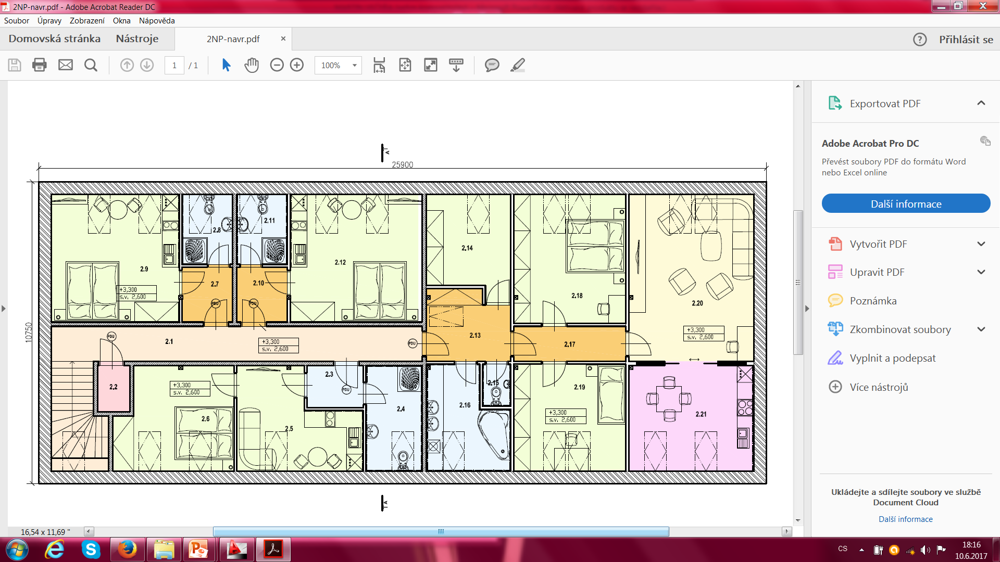 2NP-navr.pdf - Adobe Acrobat Reader DC
Soubor Úpravy Zobrazení Okna Nápověda
Domovská stránka Nástroje 2NP-navr.pdf × ? Přihlásit se
1 / 1 100%
A
25900
10750
2.9
+3,300
s.v. 2,600
2.8
2.11
2.7
PDU
2.10
PDU
2.12
2.14
2.18
2.20
+3,300
s.v. 2,600
2.1
PDU
+3,300
s.v. 2,600
PDU
2.13
2.17
2.2
+3,300
s.v. 2,600
2.6
2.3
PDU
2.5
2.4
2.15
2.16
2.19
+3,300
s.v. 2,600
2.21
A
16,54 x 11,69 "
Exportovat PDF
Adobe Acrobat Pro DC
Převést soubory PDF do formátu Word
nebo Excel online
Další informace
Vytvořit PDF
Upravit PDF
Poznámka
Zkombinovat soubory
Vyplnit a podepsat
Více nástrojů
Ukládejte a sdílejte soubory ve službě
Document Cloud
Další informace
CS
18:16
10.6.2017